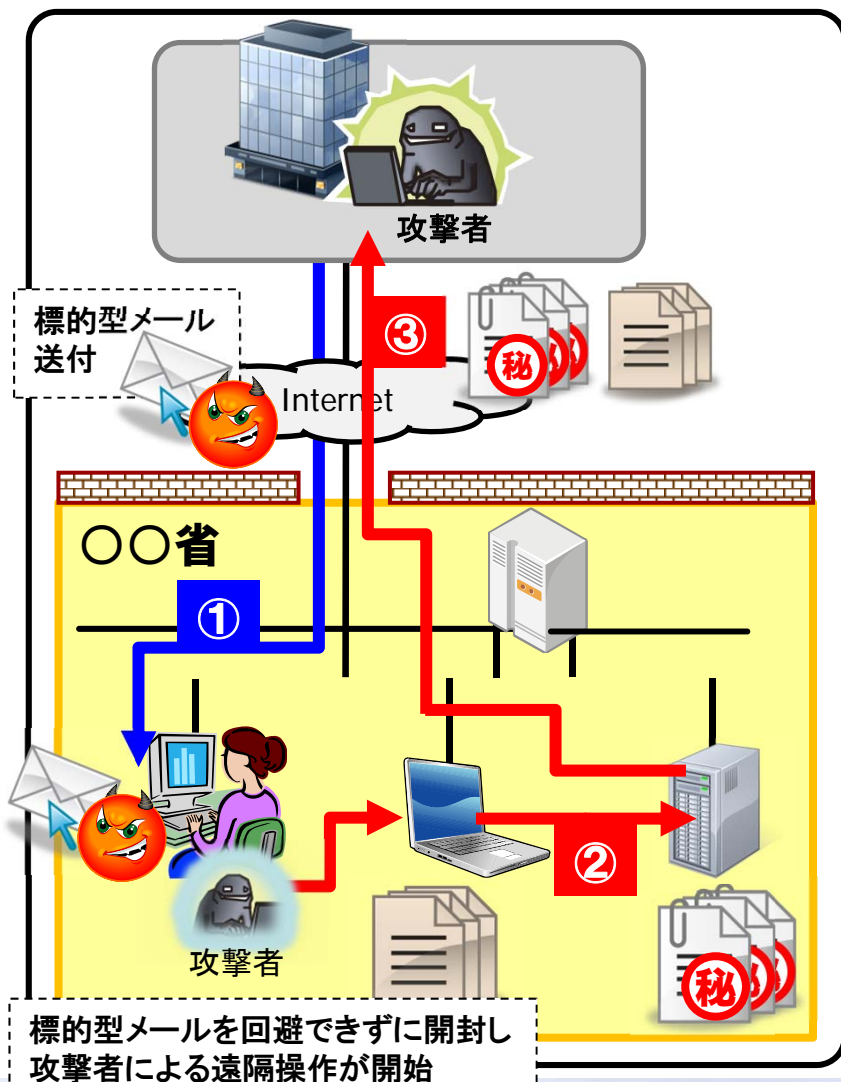 攻撃者
標的型メール
送付
③
秘
Internet
〇〇省
①
②
攻撃者
秘
標的型メールを回避できずに開封し
攻撃者による遠隔操作が開始